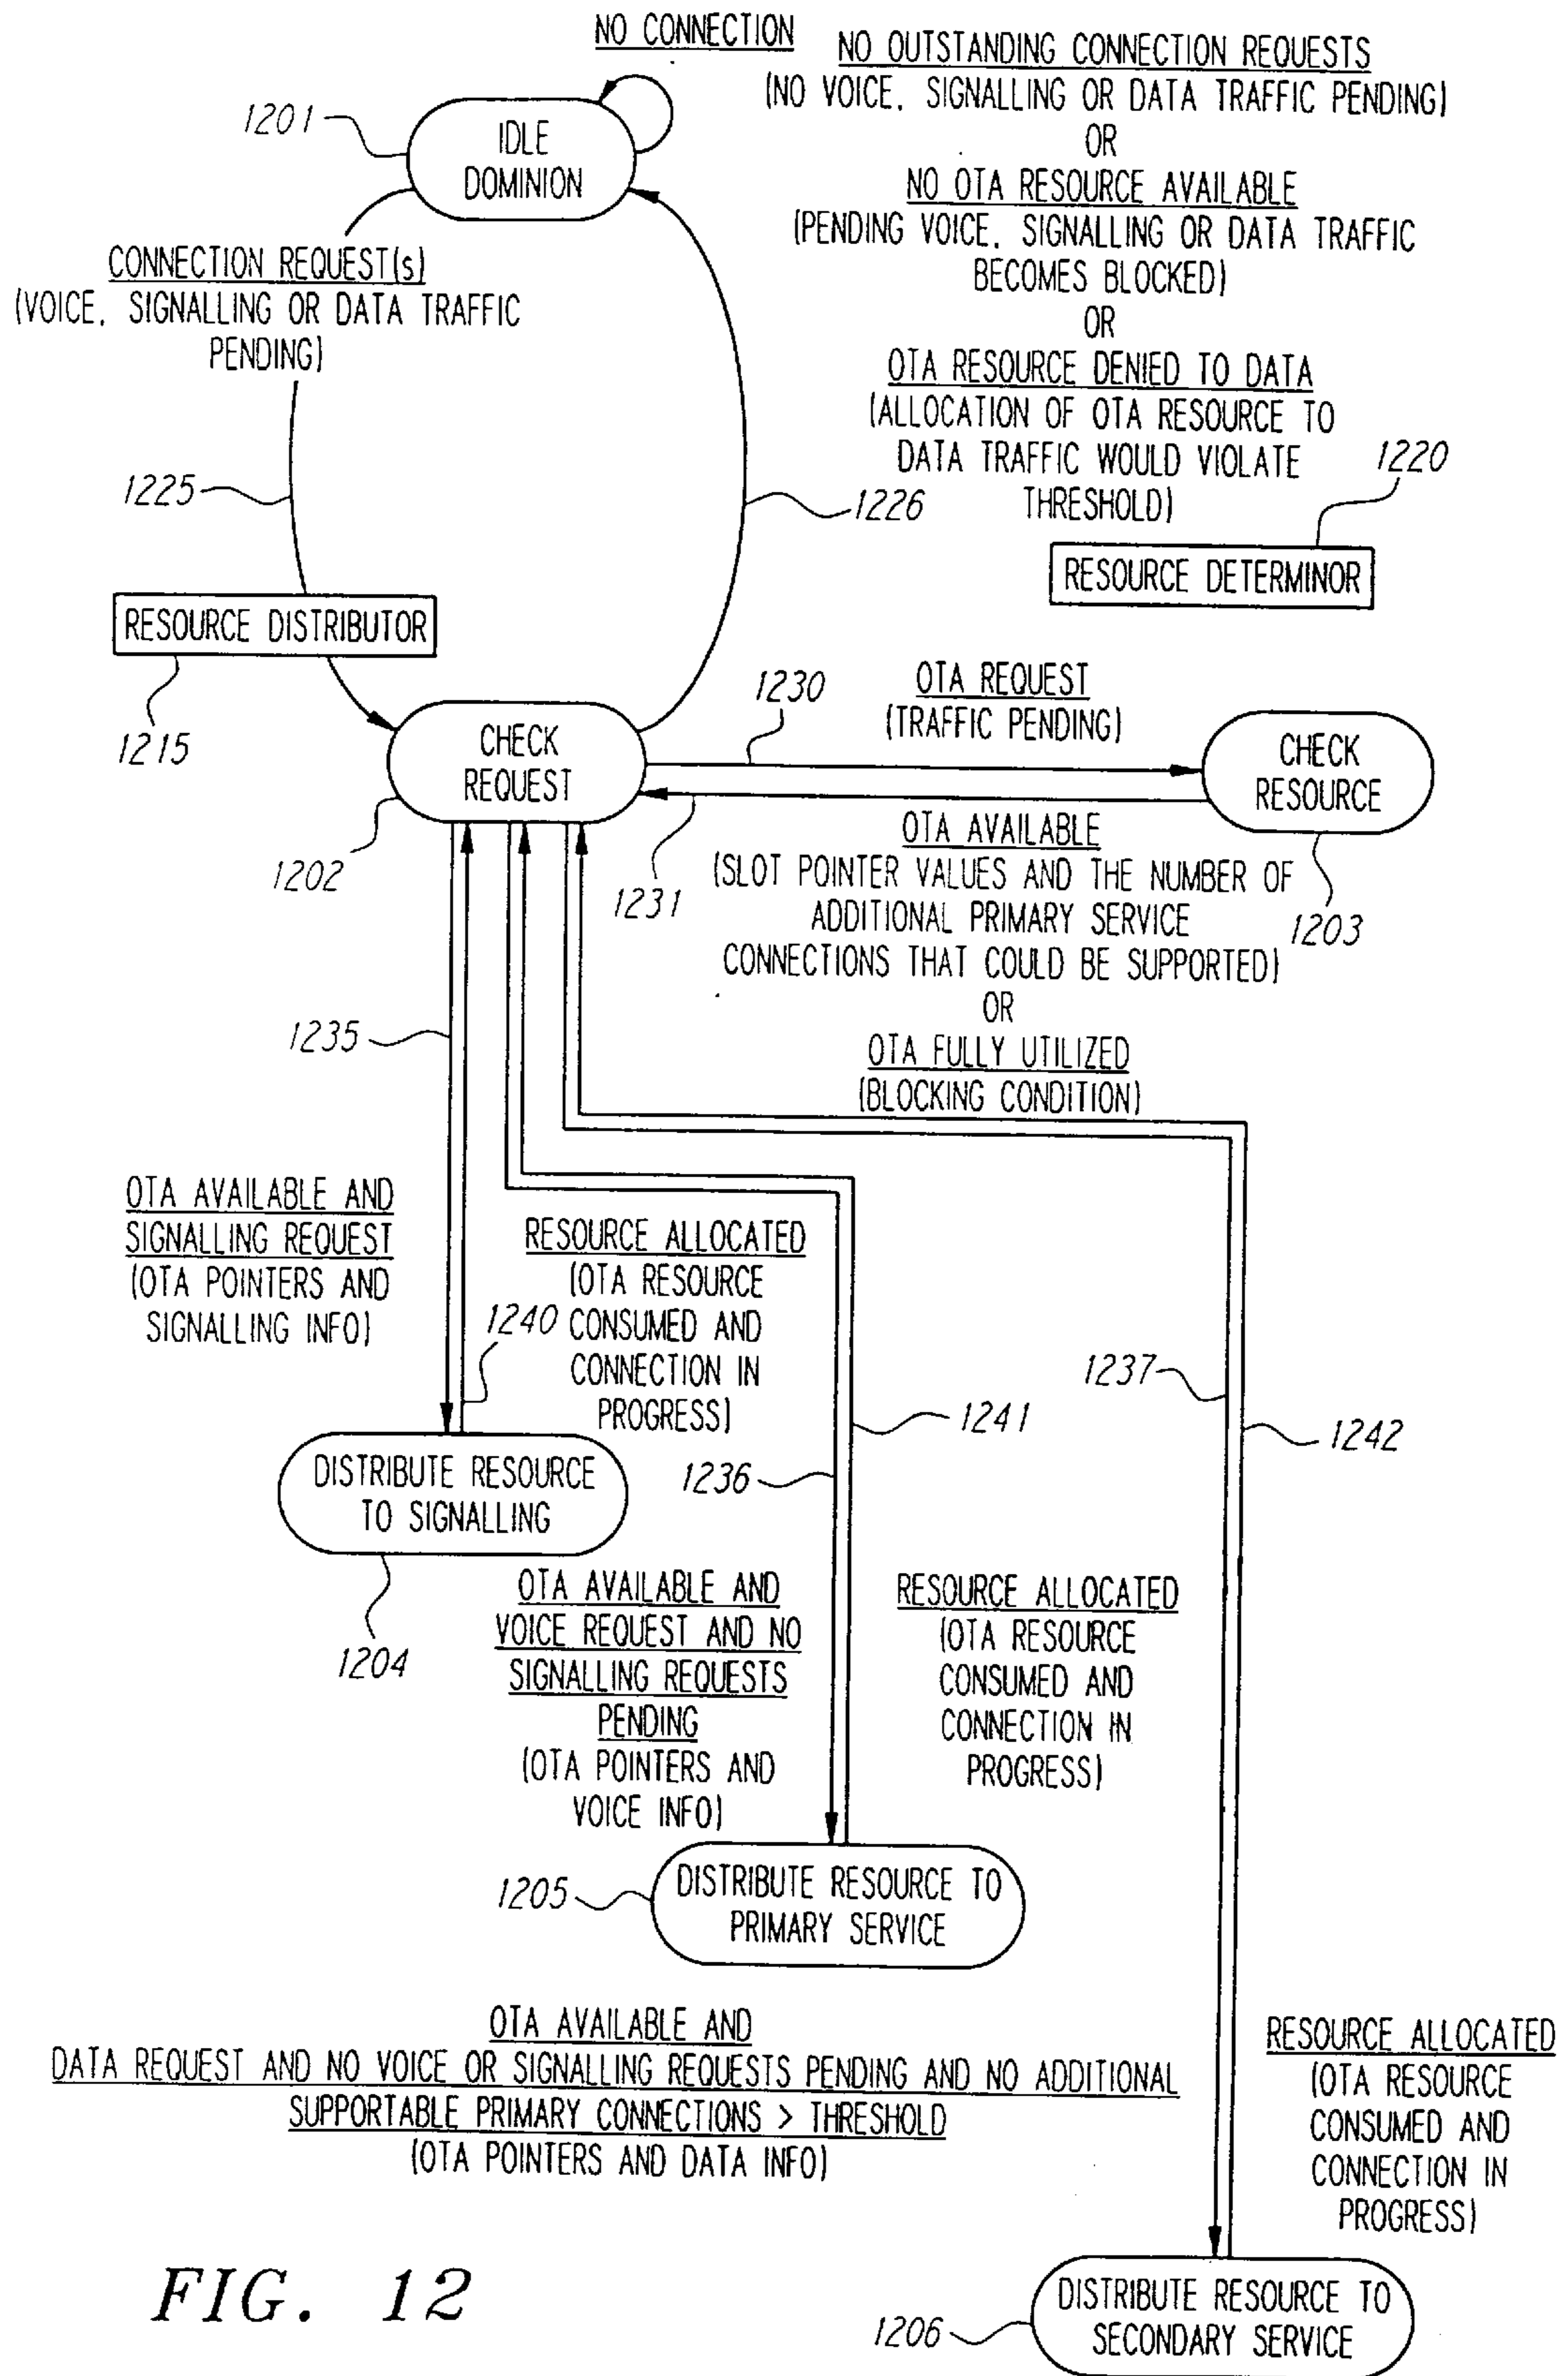 NO CONNECTION
NO OUTSTANDING CONNECTION REQUESTS
(NO VOICE, SIGNALLING OR DATA TRAFFIC PENDING)
OR
NO OTA RESOURCE AVAILABLE
(PENDING VOICE, SIGNALLING OR DATA TRAFFIC
BECOMES BLOCKED)
OR
OTA RESOURCE DENIED TO DATA
(ALLOCATION OF OTA RESOURCE TO
DATA TRAFFIC WOULD VIOLATE
THRESHOLD)
1201
IDLE
DOMINION
CONNECTION REQUEST(s)
(VOICE, SIGNALLING OR DATA TRAFFIC
PENDING)
1225
1226
1220
RESOURCE DETERMINOR
RESOURCE DISTRIBUTOR
1215
CHECK
REQUEST
1202
1230
OTA REQUEST
(TRAFFIC PENDING)
CHECK
RESOURCE
1203
1231
OTA AVAILABLE
(SLOT POINTER VALUES AND THE NUMBER OF
ADDITIONAL PRIMARY SERVICE
CONNECTIONS THAT COULD BE SUPPORTED)
OR
OTA FULLY UTILIZED
(BLOCKING CONDITION)
1235
OTA AVAILABLE AND
SIGNALLING REQUEST
(OTA POINTERS AND
SIGNALLING INFO)
1240
RESOURCE ALLOCATED
(OTA RESOURCE
CONSUMED AND
CONNECTION IN
PROGRESS)
1237
1241
1242
1236
DISTRIBUTE RESOURCE
TO SIGNALLING
1204
OTA AVAILABLE AND
VOICE REQUEST AND NO
SIGNALLING REQUESTS
PENDING
(OTA POINTERS AND
VOICE INFO)
RESOURCE ALLOCATED
(OTA RESOURCE
CONSUMED AND
CONNECTION IN
PROGRESS)
1205
DISTRIBUTE RESOURCE TO
PRIMARY SERVICE
OTA AVAILABLE AND
DATA REQUEST AND NO VOICE OR SIGNALLING REQUESTS PENDING AND NO ADDITIONAL
SUPPORTABLE PRIMARY CONNECTIONS > THRESHOLD
(OTA POINTERS AND DATA INFO)
RESOURCE ALLOCATED
(OTA RESOURCE
CONSUMED AND
CONNECTION IN
PROGRESS)
FIG. 12
1206
DISTRIBUTE RESOURCE TO
SECONDARY SERVICE